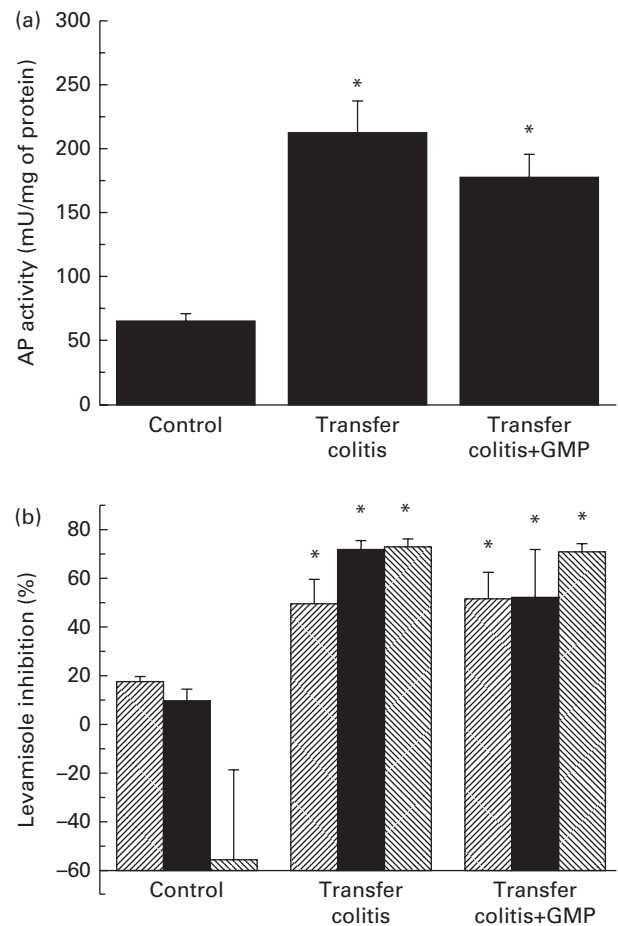 (a)
300
250
200
150
100
50
0
AP activity (mU/mg of protein)
*
*
Control
Transfer
colitis
Transfer
colitis+GMP
(b)
80
60
40
20
0
–20
–40
–60
Levamisole inhibition (%)
* * *
* * *
Control
Transfer
colitis
Transfer
colitis+GMP